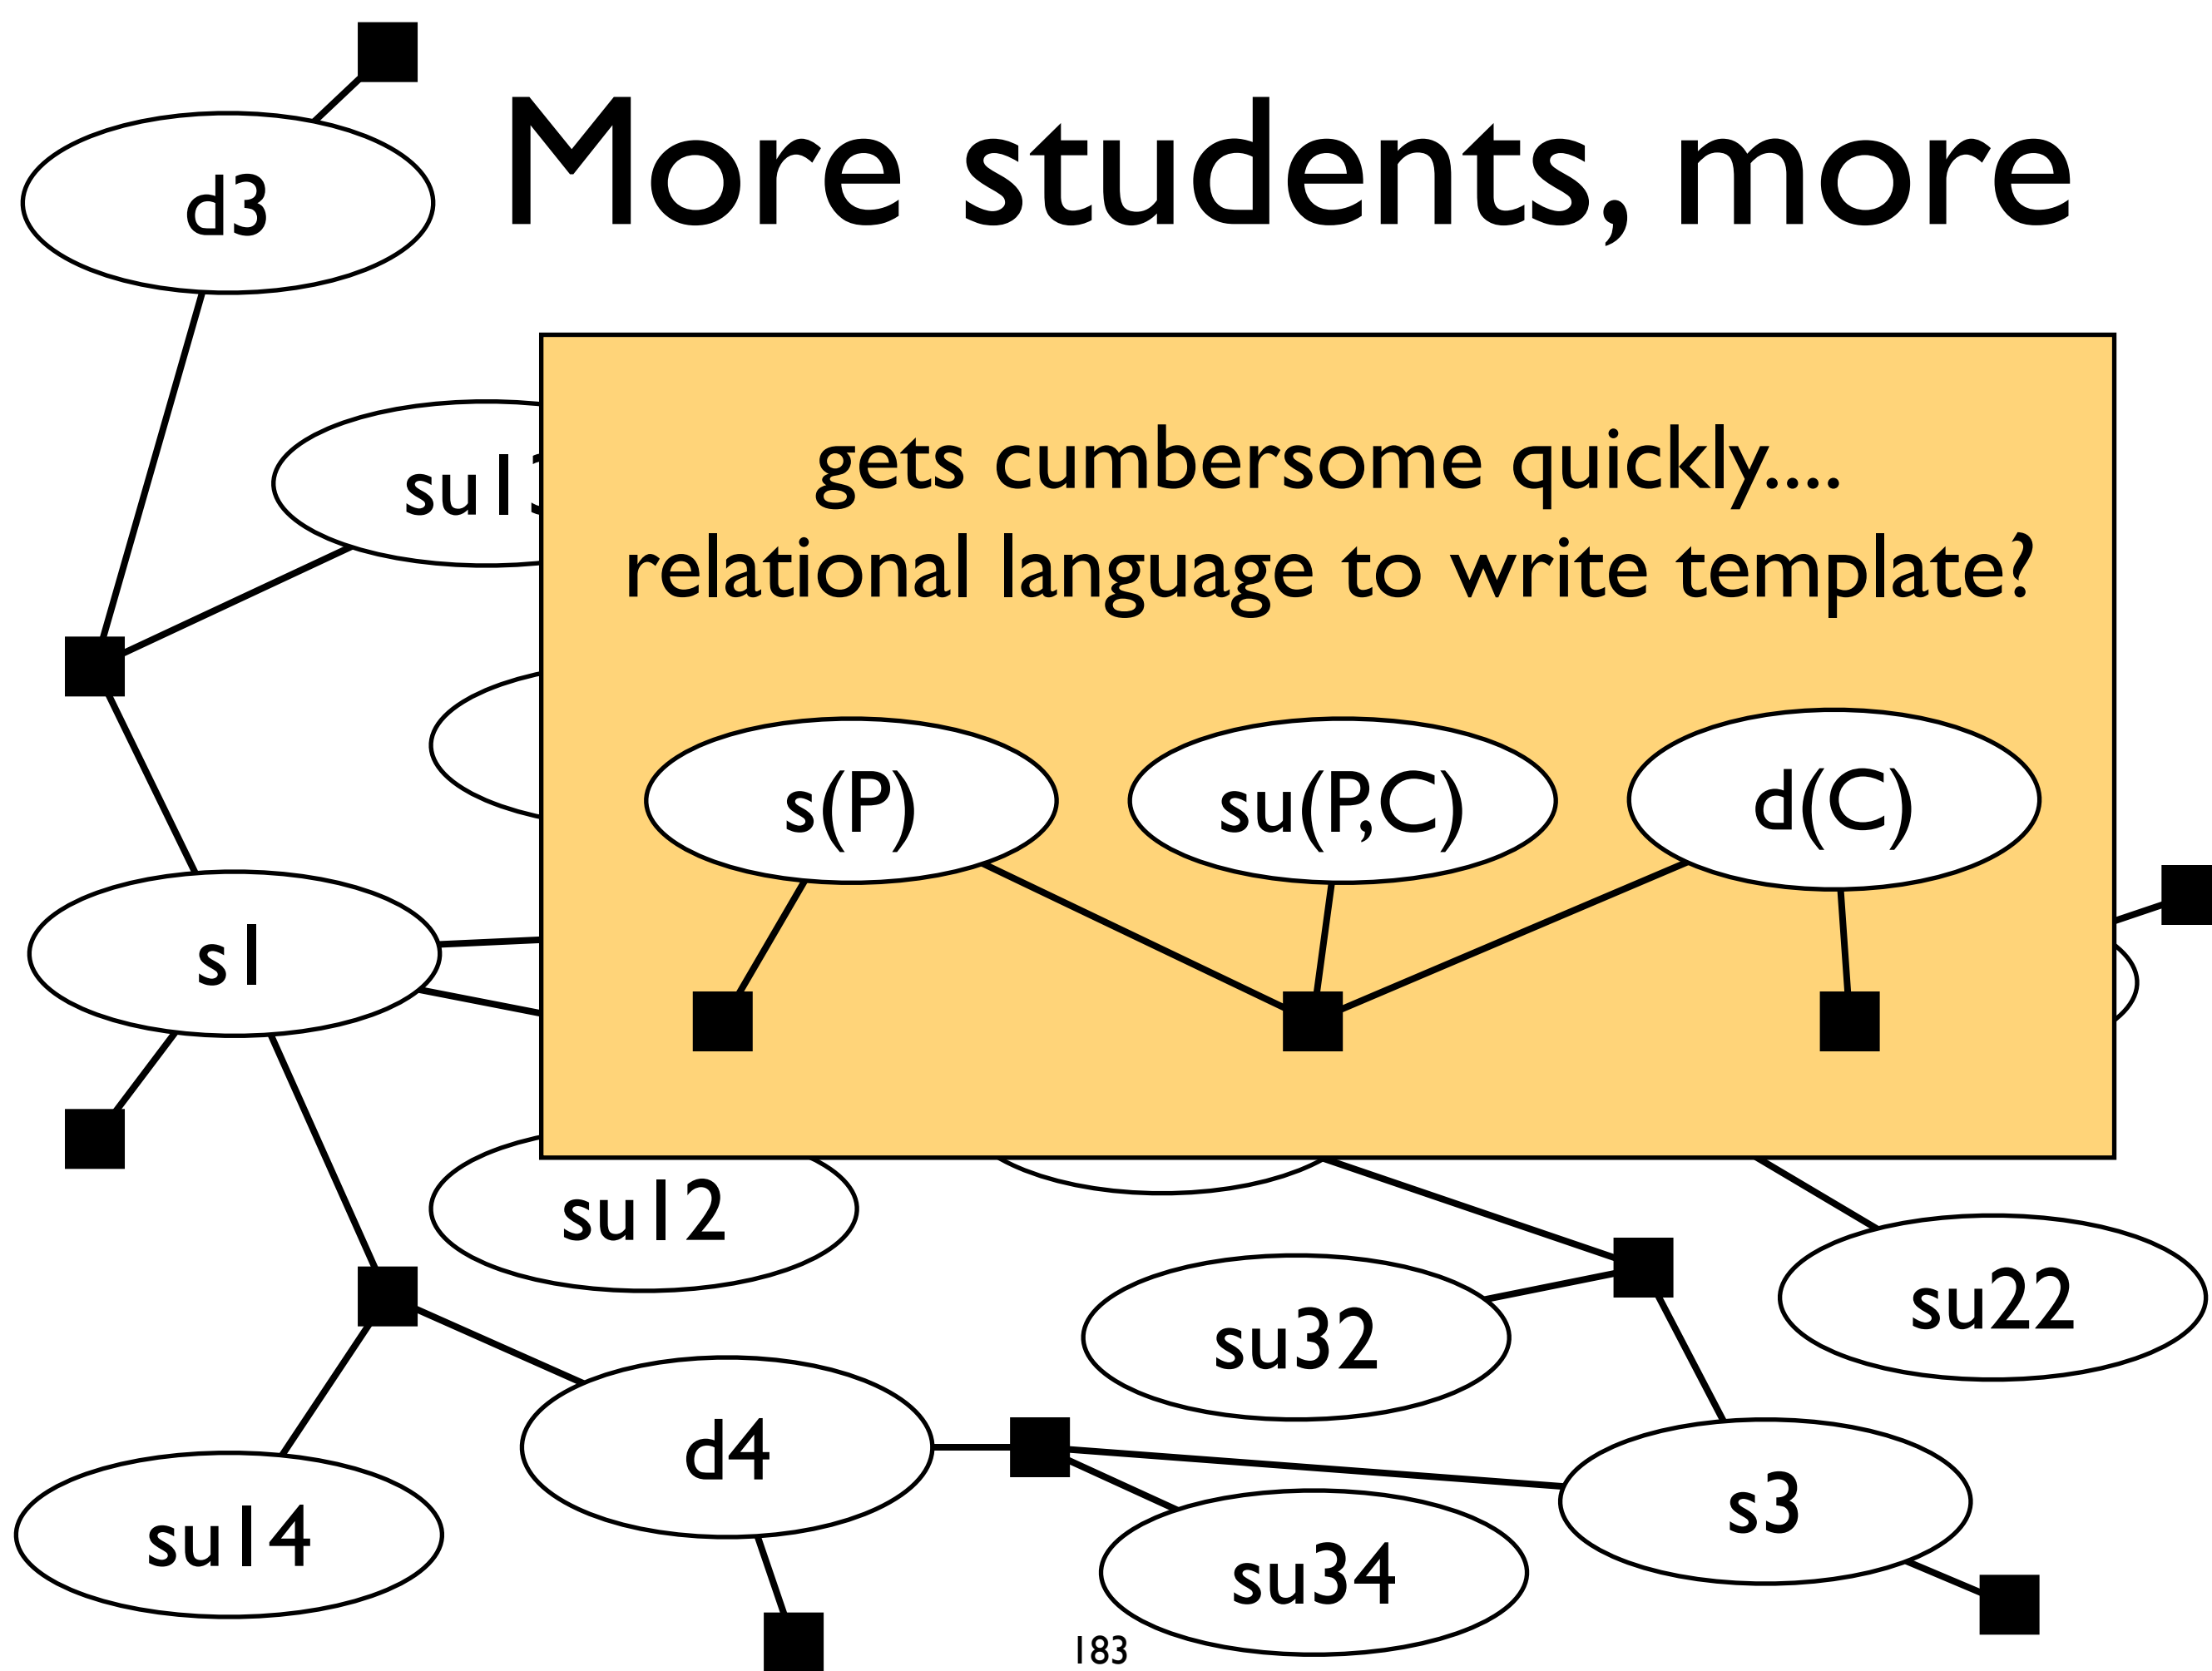 More students, more
d3
gets cumbersome quickly....
su13
relational language to write template?
s(P)
su(P,C)
d(C)
s1
su12
su22
su32
d4
s3
su14
su34
183